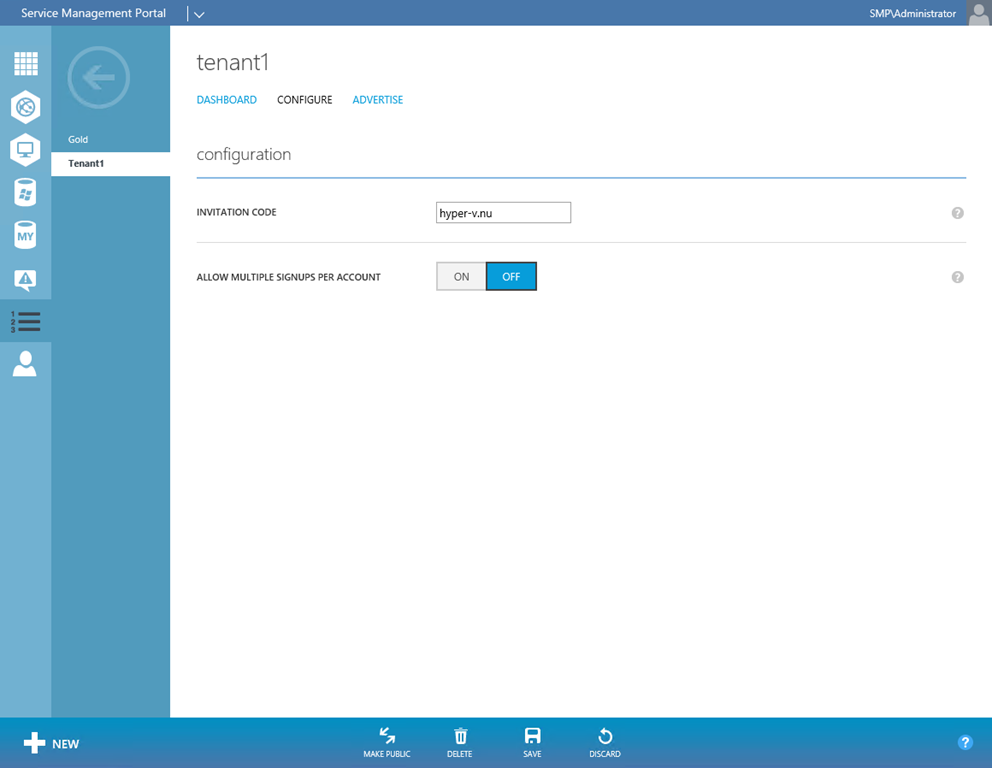 Service Management Portal
SMP\Administrator
Gold
Tenant1
tenant1
DASHBOARD CONFIGURE ADVERTISE
configuration
INVITATION CODE hyper-v.nu ?
ALLOW MULTIPLE SIGNUPS PER ACCOUNT ON OFF ?
MY
1
2
3
NEW MAKE PUBLIC DELETE SAVE DISCARD ?